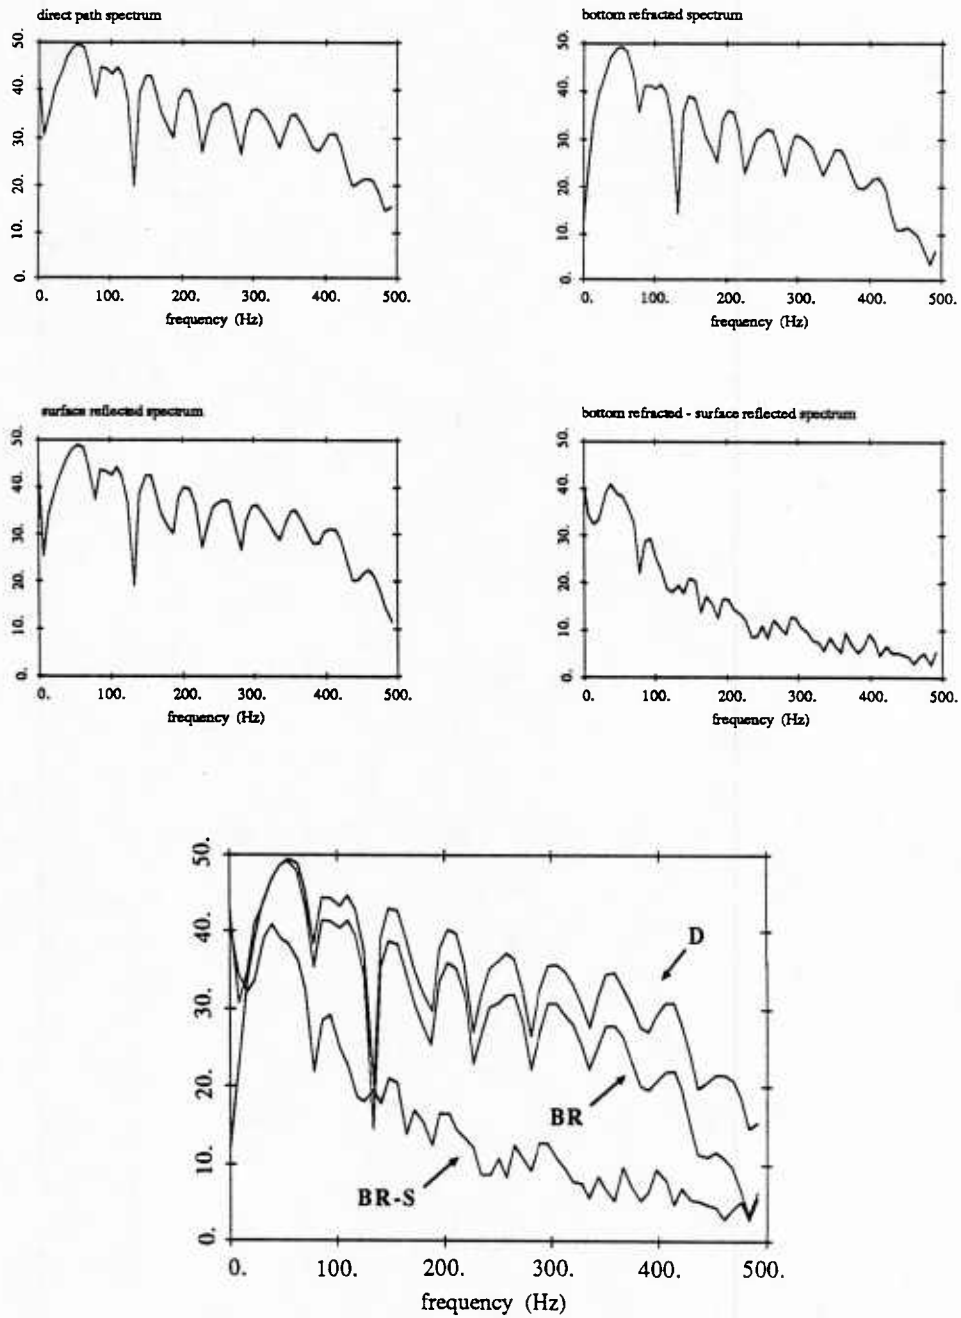 direct path spectrum
50.
40.
30.
20.
10.
0.
0. 100. 200. 300. 400. 500.
frequency (Hz)
bottom refracted spectrum
50.
40.
30.
20.
10.
0.
0. 100. 200. 300. 400. 500.
frequency (Hz)
surface reflected spectrum
50.
40.
30.
20.
10.
0.
0. 100. 200. 300. 400. 500.
frequency (Hz)
bottom refracted - surface reflected spectrum
50.
40.
30.
20.
10.
0.
0. 100. 200. 300. 400. 500.
frequency (Hz)
50.
40.
30.
20.
10.
0.
D
BR
BR-S
0. 100. 200. 300. 400. 500.
frequency (Hz)